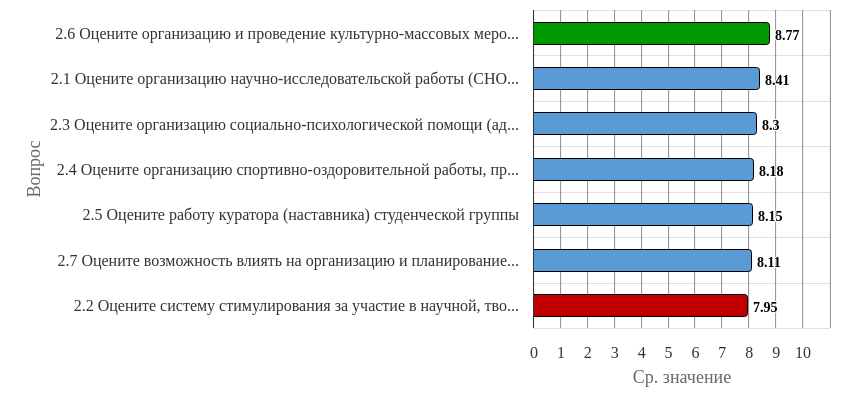 2.6 Оцените организацию и проведение культурно-массовых меро... 8.77
2.1 Оцените организацию научно-исследовательской работы (СНО... 8.41
2.3 Оцените организацию социально-психологической помощи (ад... 8.3
2.4 Оцените организацию спортивно-оздоровительной работы, пр... 8.18
2.5 Оцените работу куратора (наставника) студенческой группы 8.15
2.7 Оцените возможность влиять на организацию и планирование... 8.11
2.2 Оцените систему стимулирования за участие в научной, тво... 7.95
Вопрос
0 1 2 3 4 5 6 7 8 9 10
Ср. значение